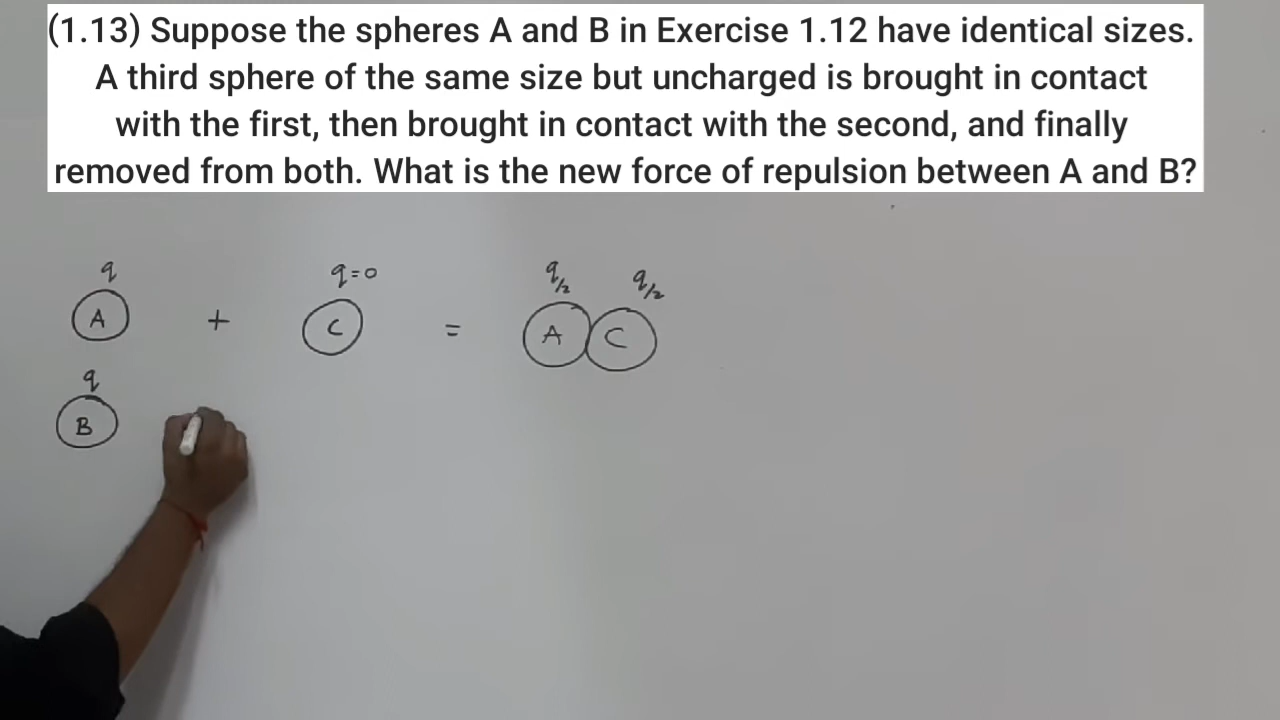 (1.13) Suppose the spheres A and B in Exercise 1.12 have identical sizes.
A third sphere of the same size but uncharged is brought in contact
with the first, then brought in contact with the second, and finally
removed from both. What is the new force of repulsion between A and B?
q q=0 q/2 q/2
A + C = A C
q
B